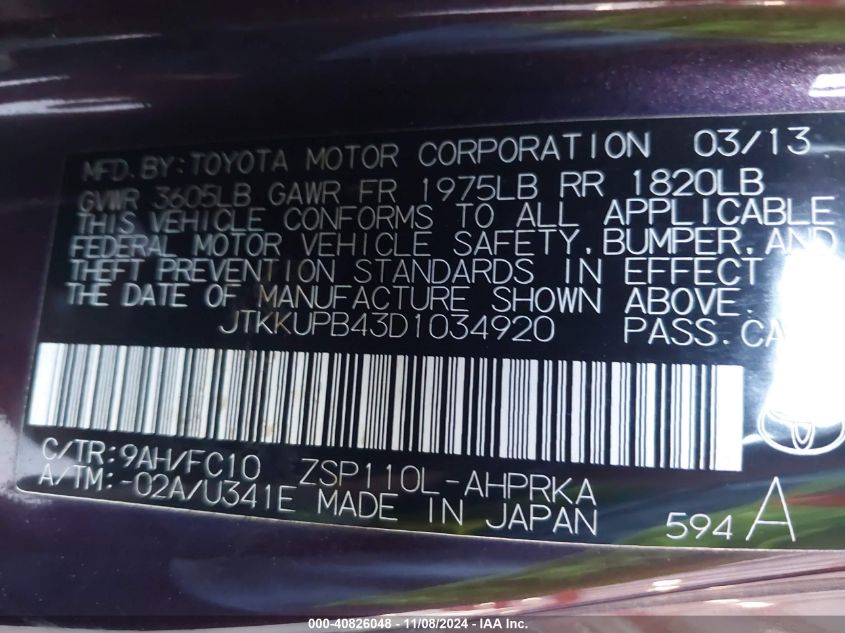 MFD. BY: TOYOTA MOTOR CORPORATION 03/13
GVWR 3605LB GAWR FR 1975LB RR 1820LB
THIS VEHICLE CONFORMS TO ALL APPLICABLE
FEDERAL MOTOR VEHICLE SAFETY, BUMPER, AND
THEFT PREVENTION STANDARDS IN EFFECT ON
THE DATE OF MANUFACTURE SHOWN ABOVE.
JTKKUPB43D1034920 PASS. CA
C/TR: 9AH/FC10 ZSP110L-AHPRKA
A/TM: -02A/U341E MADE IN JAPAN 594 A
000-40826048 - 11/08/2024 - IAA Inc.